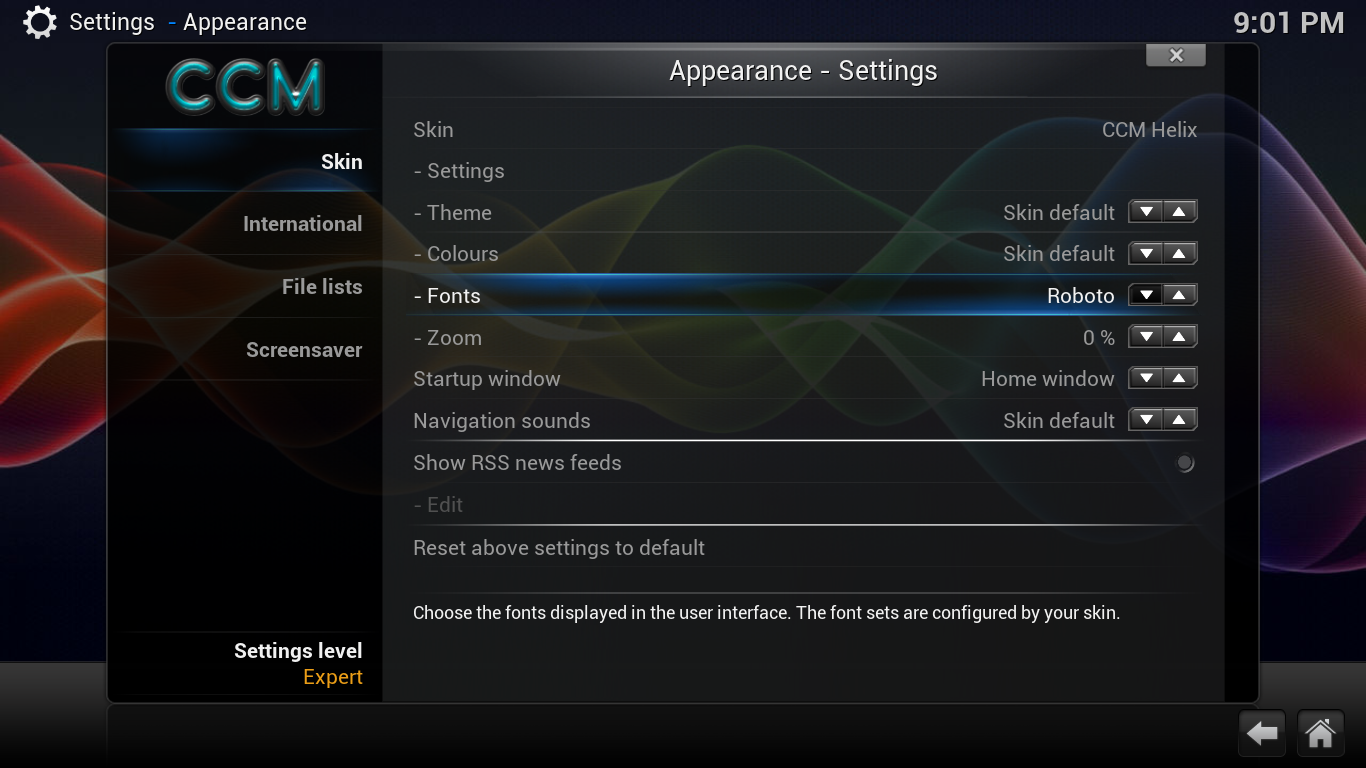 Settings - Appearance
9:01 PM
CCM
Appearance - Settings
Skin
International
File lists
Screensaver
Settings level
Expert
Skin CCM Helix
- Settings
- Theme Skin default
- Colours Skin default
- Fonts Roboto
- Zoom 0 %
Startup window Home window
Navigation sounds Skin default
Show RSS news feeds
- Edit
Reset above settings to default
Choose the fonts displayed in the user interface. The font sets are configured by your skin.